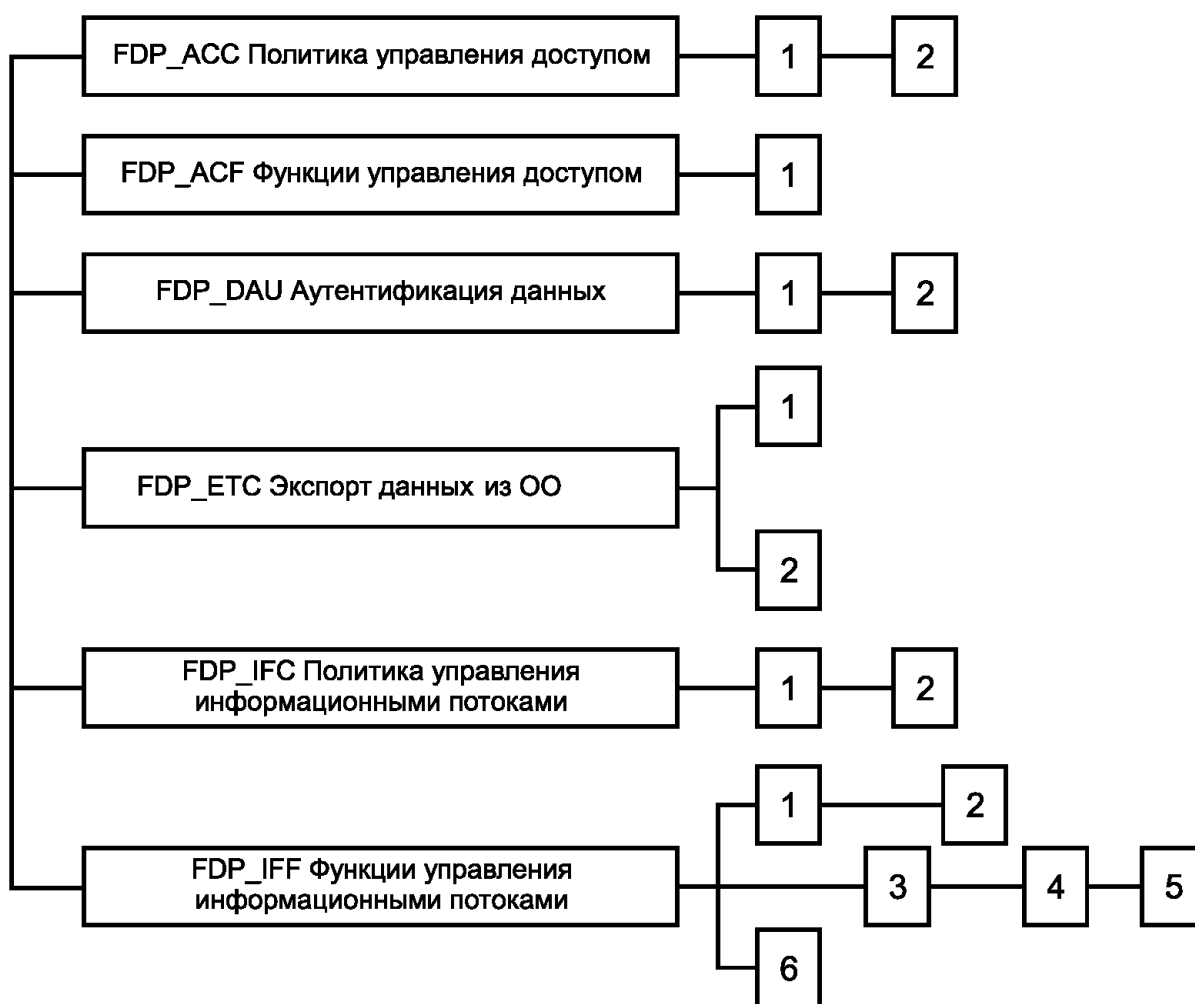 FDP_ACC Политика управления доступом 1 2
FDP_ACF Функции управления доступом 1
FDP_DAU Аутентификация данных 1 2
1
FDP_ETC Экспорт данных из ОО
2
FDP_IFC Политика управления
информационными потоками 1 2
1 2
FDP_IFF Функции управления
информационными потоками 3 4 5
6